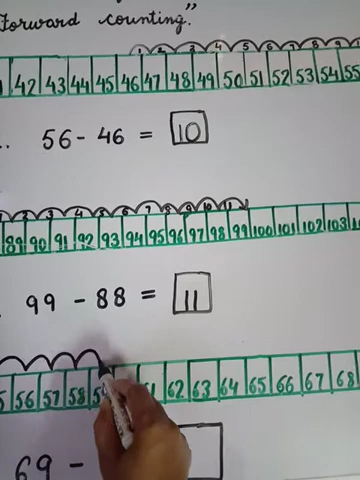 Forward counting."
1 2 3 4 5 6 7 8 9 10
42 43 44 45 46 47 48 49 50 51 52 53 54 55
56 - 46 = 10
1 2 3 4 5 6 7 8 9 10 11
89 90 91 92 93 94 95 96 97 98 99 100 101 102 103
99 - 88 = 11
56 57 58 59 62 63 64 65 66 67 68
69 -